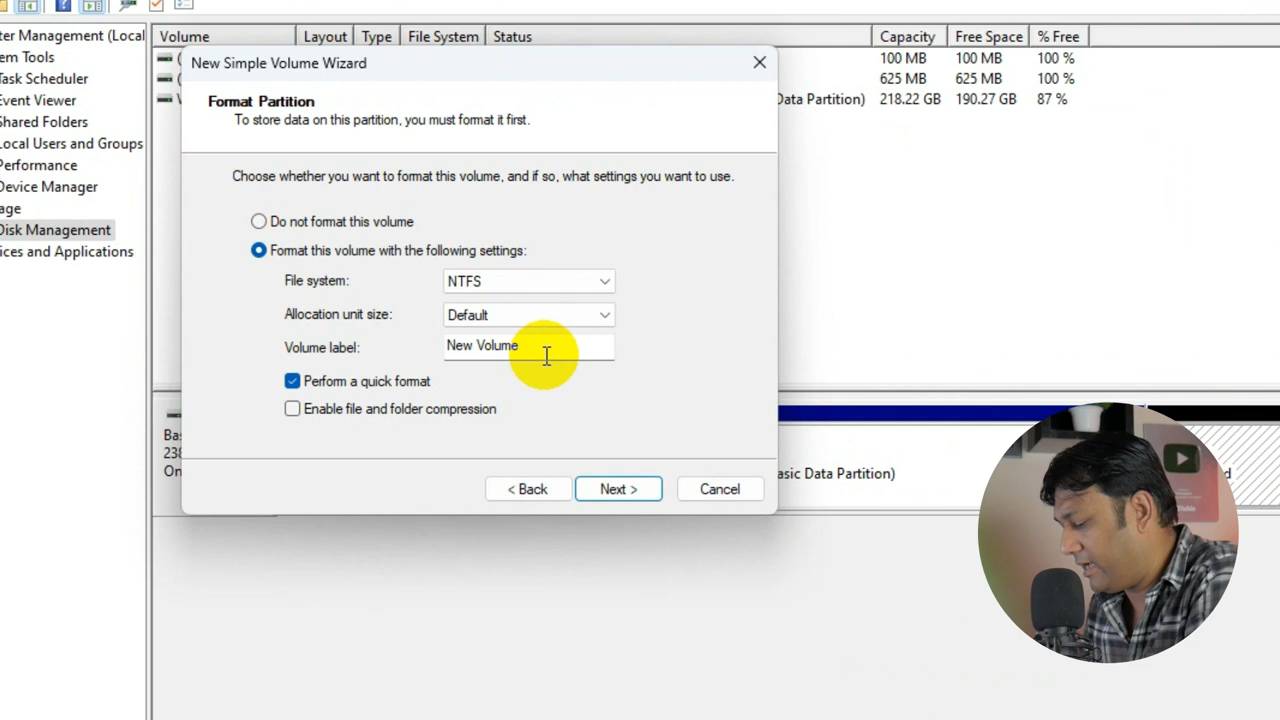 Volume Layout Type File System Status Capacity Free Space % Free
ter Management (Local
em Tools
Task Scheduler
Event Viewer
Shared Folders
Local Users and Groups
Performance
Device Manager
age
Disk Management
ices and Applications
100 MB 100 MB 100 %
625 MB 625 MB 100 %
Data Partition) 218.22 GB 190.27 GB 87 %
New Simple Volume Wizard
Format Partition
To store data on this partition, you must format it first.
Choose whether you want to format this volume, and if so, what settings you want to use.
Do not format this volume
Format this volume with the following settings:
File system: NTFS
Allocation unit size: Default
Volume label: New Volume
Perform a quick format
Enable file and folder compression
< Back Next > Cancel
Bas
238
On
asic Data Partition)
d